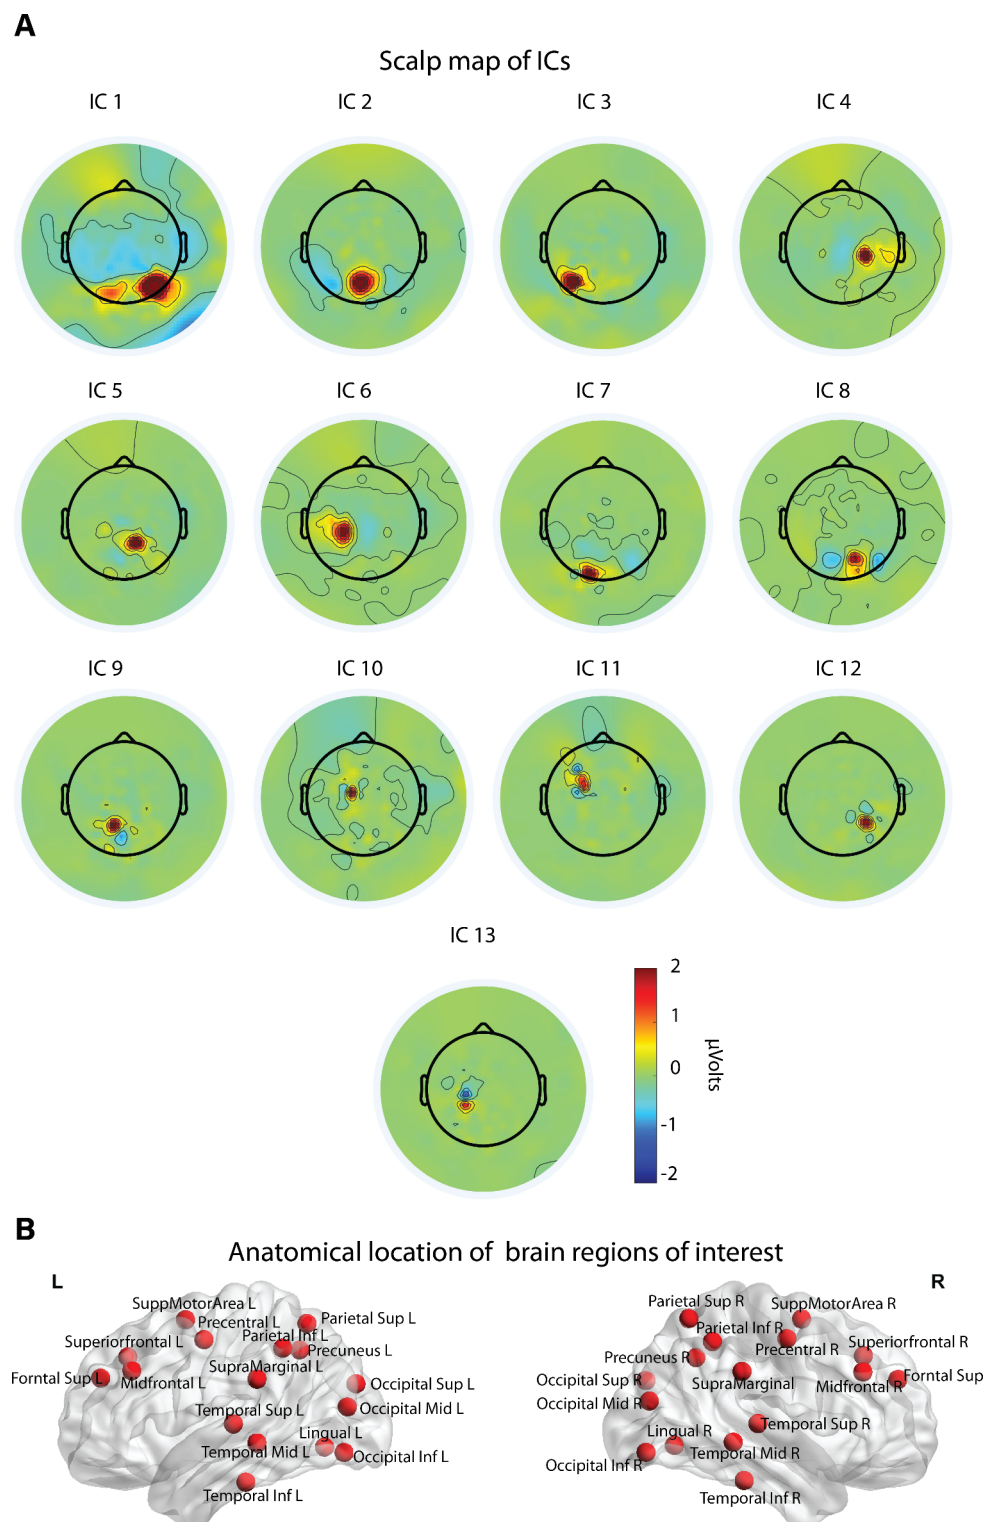 A
Scalp map of ICs
IC 1
IC 2
IC 3
IC 4
IC 5
IC 6
IC 7
IC 8
IC 9
IC 10
IC 11
IC 12
IC 13
2
1
0
-1
-2
µVolts
B
Anatomical location of brain regions of interest
L
R
SuppMotorArea L
Precentral L
Parietal Sup L
Superiorfrontal L
Parietal Inf L
Precuneus L
SupraMarginal L
Forntal Sup L
Midfrontal L
Occipital Sup L
Temporal Sup L
Occipital Mid L
Lingual L
Temporal Mid L
Occipital Inf L
Temporal Inf L
Parietal Sup R
SuppMotorArea R
Parietal Inf R
Precentral R
Superiorfrontal R
Precuneus R
Occipital Sup R
SupraMarginal
Midfrontal R
Forntal Sup
Occipital Mid R
Temporal Sup R
Lingual R
Temporal Mid R
Occipital Inf R
Temporal Inf R